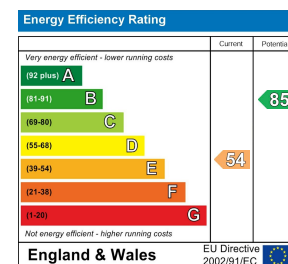 Energy Efficiency Rating
Current Potentia
Very energy efficient - lower running costs
(92 plus) A
(81-91) B
85
(69-80) C
(55-68) D
(39-54) E
54
(21-38) F
(1-20) G
Not energy efficient - higher running costs
England & Wales
EU Directive
2002/91/EC